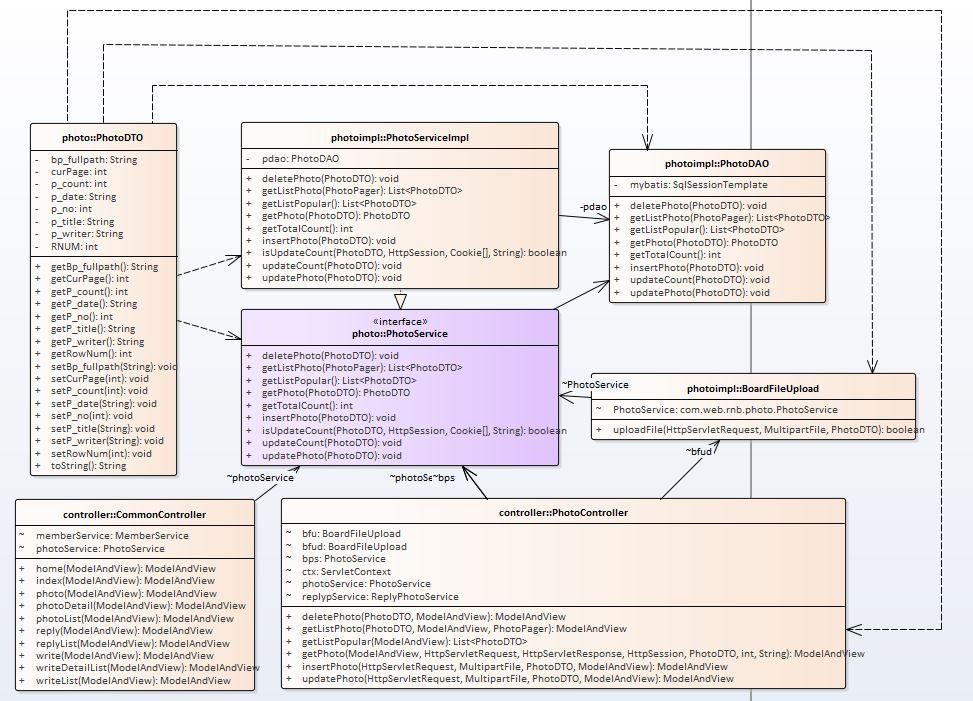 photo::PhotoDTO
- bp_fullpath: String
- curPage: int
- p_count: int
- p_date: String
- p_no: int
- p_title: String
- p_writer: String
- RNUM: int
+ getBp_fullpath(): String
+ getCurPage(): int
+ getP_count(): int
+ getP_date(): String
+ getP_no(): int
+ getP_title(): String
+ getP_writer(): String
+ getRowNum(): int
+ setBp_fullpath(String): void
+ setCurPage(int): void
+ setP_count(int): void
+ setP_date(String): void
+ setP_no(int): void
+ setP_title(String): void
+ setP_writer(String): void
+ setRowNum(int): void
+ toString(): String
photoimpl::PhotoServiceImpl
- pdao: PhotoDAO
+ deletePhoto(PhotoDTO): void
+ getListPhoto(PhotoPager): List<PhotoDTO>
+ getListPopular(): List<PhotoDTO>
+ getPhoto(PhotoDTO): PhotoDTO
+ getTotalCount(): int
+ insertPhoto(PhotoDTO): void
+ isUpdateCount(PhotoDTO, HttpSession, Cookie[], String): boolean
+ updateCount(PhotoDTO): void
+ updatePhoto(PhotoDTO): void
-pdao
photoimpl::PhotoDAO
- mybatis: SqlSessionTemplate
+ deletePhoto(PhotoDTO): void
+ getListPhoto(PhotoPager): List<PhotoDTO>
+ getListPopular(): List<PhotoDTO>
+ getPhoto(PhotoDTO): PhotoDTO
+ getTotalCount(): int
+ insertPhoto(PhotoDTO): void
+ updateCount(PhotoDTO): void
+ updatePhoto(PhotoDTO): void
«interface»
photo::PhotoService
+ deletePhoto(PhotoDTO): void
+ getListPhoto(PhotoPager): List<PhotoDTO>
+ getListPopular(): List<PhotoDTO>
+ getPhoto(PhotoDTO): PhotoDTO
+ getTotalCount(): int
+ insertPhoto(PhotoDTO): void
+ isUpdateCount(PhotoDTO, HttpSession, Cookie[], String): boolean
+ updateCount(PhotoDTO): void
+ updatePhoto(PhotoDTO): void
~PhotoService
photoimpl::BoardFileUpload
~ PhotoService: com.web.rnb.photo.PhotoService
+ uploadFile(HttpServletRequest, MultipartFile, PhotoDTO): boolean
~bfud
~photoService
~photoSe~bps
controller::CommonController
~ memberService: MemberService
~ photoService: PhotoService
+ home(ModelAndView): ModelAndView
+ index(ModelAndView): ModelAndView
+ photo(ModelAndView): ModelAndView
+ photoDetail(ModelAndView): ModelAndView
+ photoList(ModelAndView): ModelAndView
+ reply(ModelAndView): ModelAndView
+ replyList(ModelAndView): ModelAndView
+ write(ModelAndView): ModelAndView
+ writeDetailList(ModelAndView): ModelAndView
+ writeList(ModelAndView): ModelAndView
controller::PhotoController
~ bfu: BoardFileUpload
~ bfud: BoardFileUpload
~ bps: PhotoService
~ ctx: ServletContext
~ photoService: PhotoService
~ replypService: ReplyPhotoService
+ deletePhoto(PhotoDTO, ModelAndView): ModelAndView
+ getListPhoto(PhotoDTO, ModelAndView, PhotoPager): ModelAndView
+ getListPopular(ModelAndView): List<PhotoDTO>
+ getPhoto(ModelAndView, HttpServletRequest, HttpServletResponse, HttpSession, PhotoDTO, int, String): ModelAndView
+ insertPhoto(HttpServletRequest, MultipartFile, PhotoDTO, ModelAndView): ModelAndView
+ updatePhoto(HttpServletRequest, MultipartFile, PhotoDTO, ModelAndView): ModelAndView